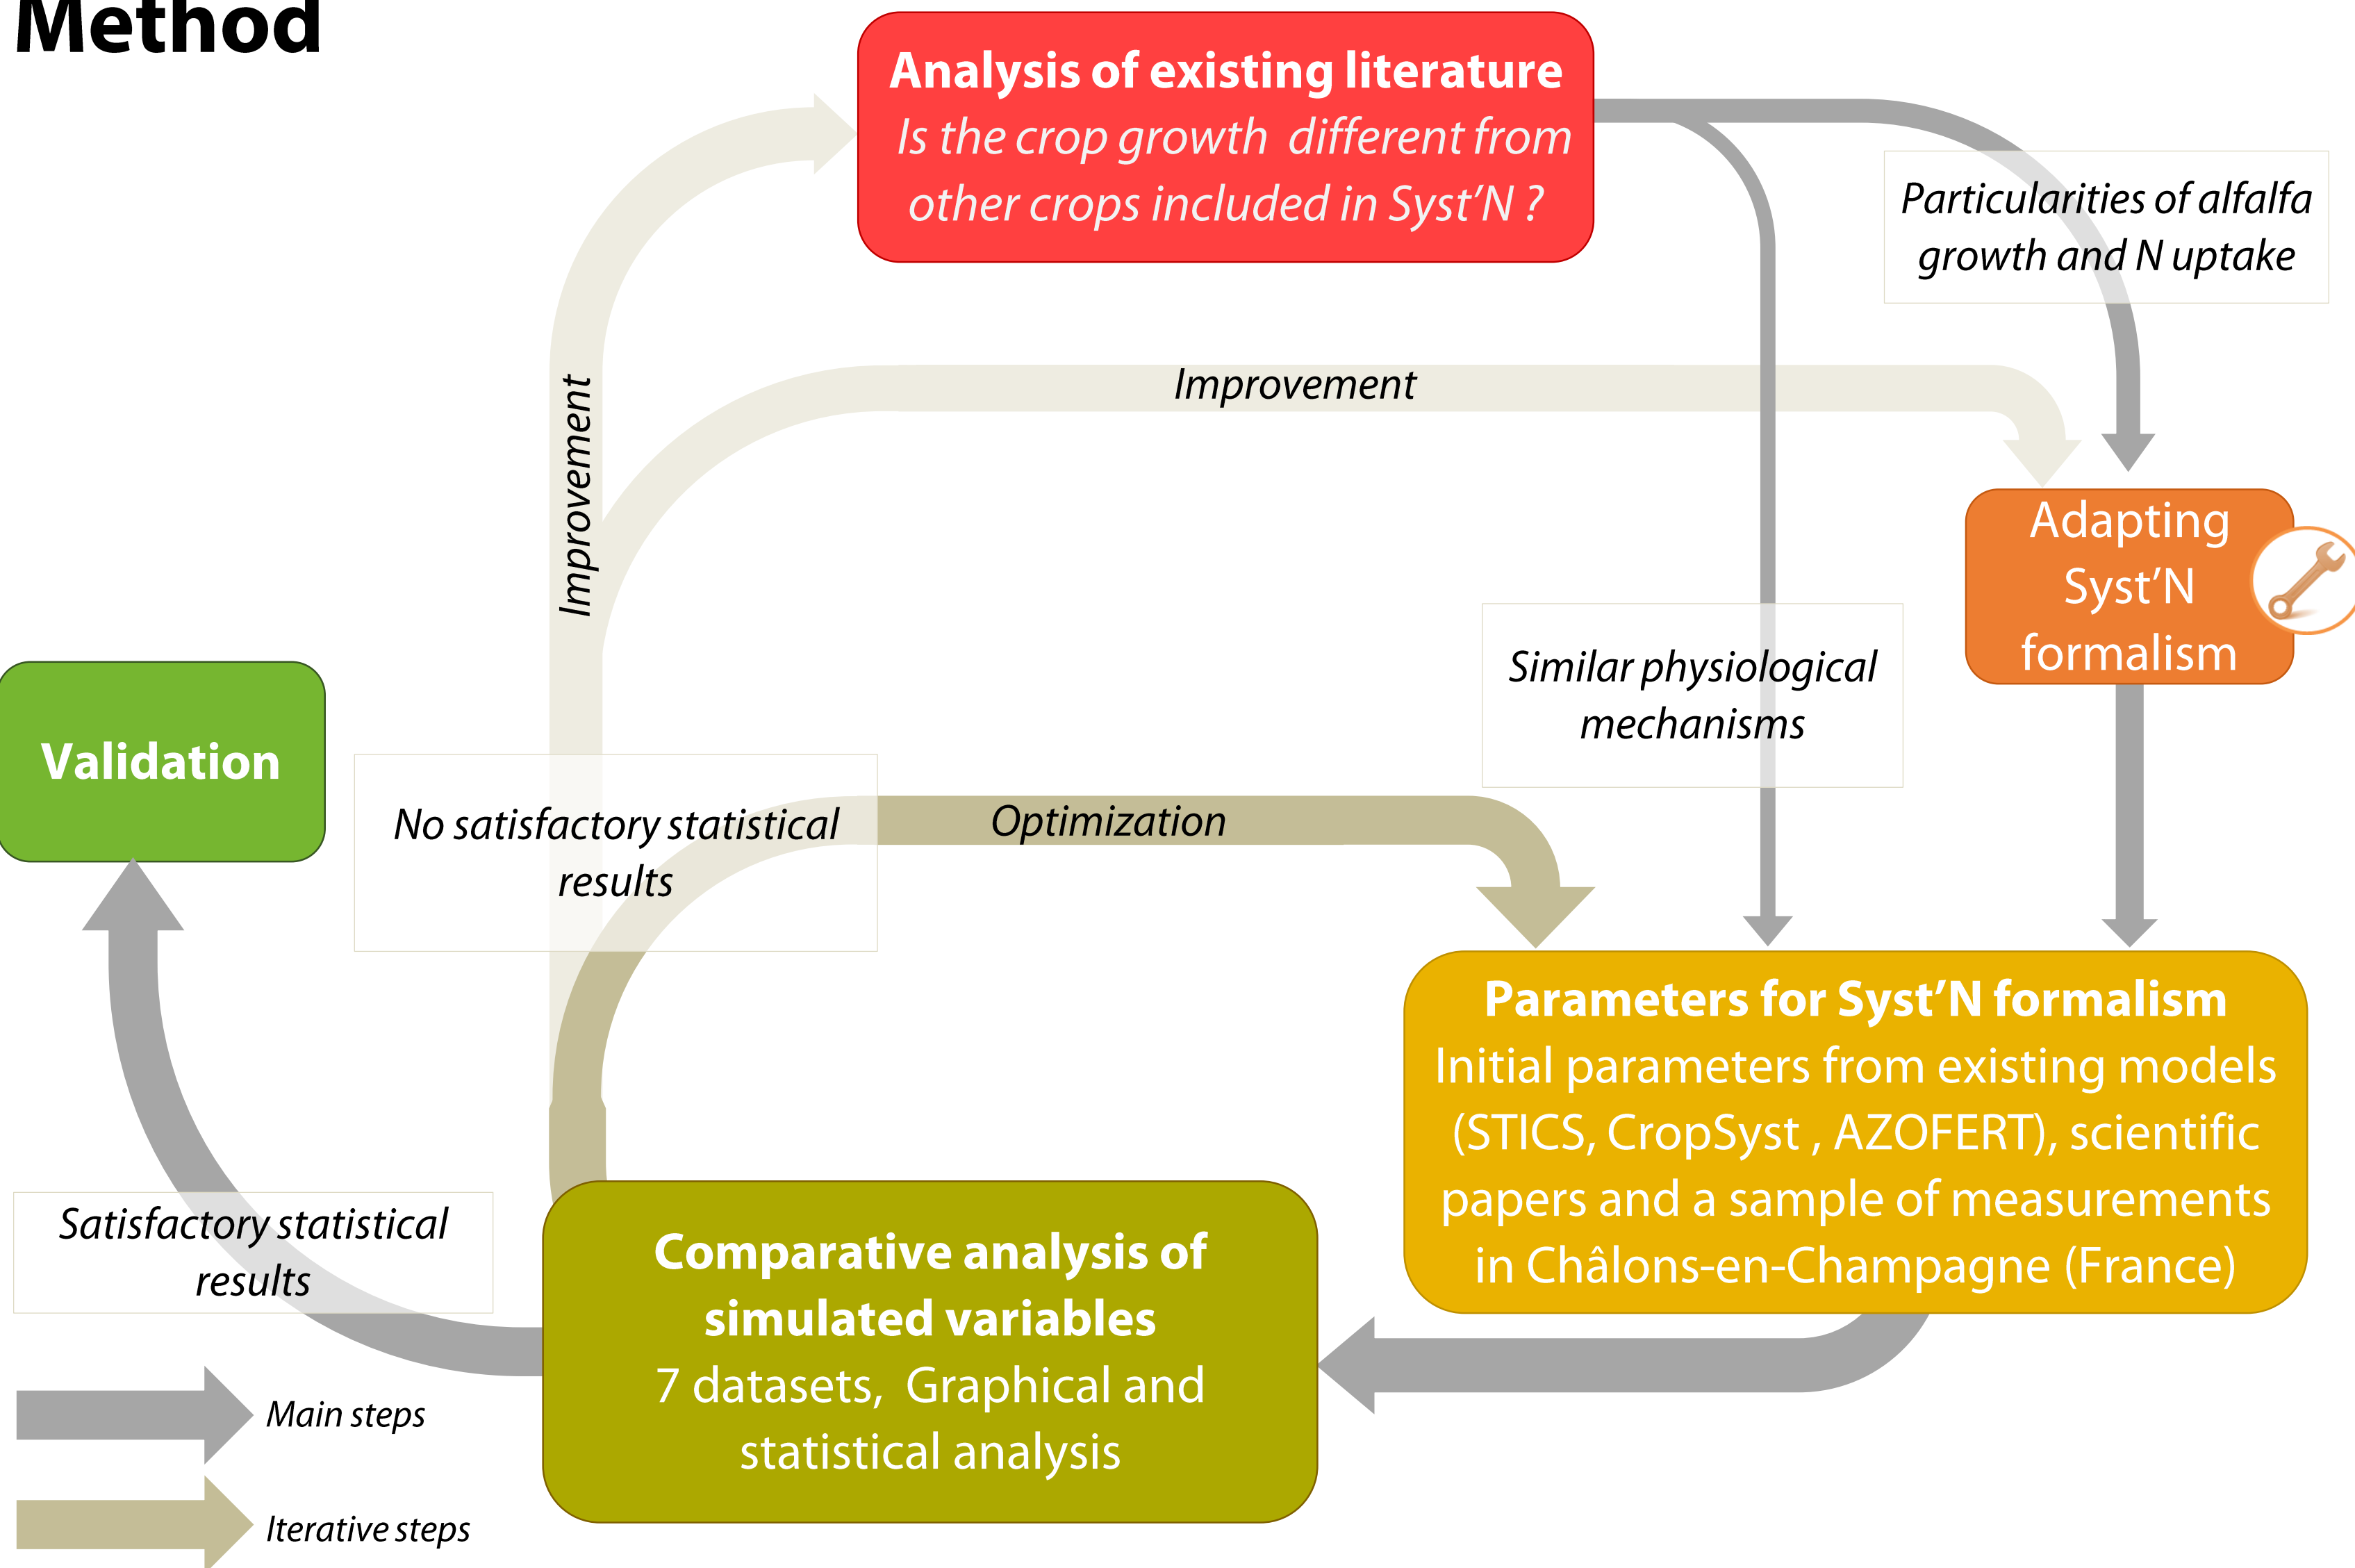 Method
Analysis of existing literature
Is the crop growth different from
other crops included in Syst’N ?
Particularities of alfalfa
growth and N uptake
Improvement
Improvement
Adapting
Syst’N
formalism
Similar physiological
mechanisms
Validation
No satisfactory statistical
results
Optimization
Parameters for Syst’N formalism
Initial parameters from existing models
(STICS, CropSyst , AZOFERT), scientific
papers and a sample of measurements
in Châlons-en-Champagne (France)
Satisfactory statistical
results
Comparative analysis of
simulated variables
7 datasets, Graphical and
statistical analysis
Main steps
Iterative steps